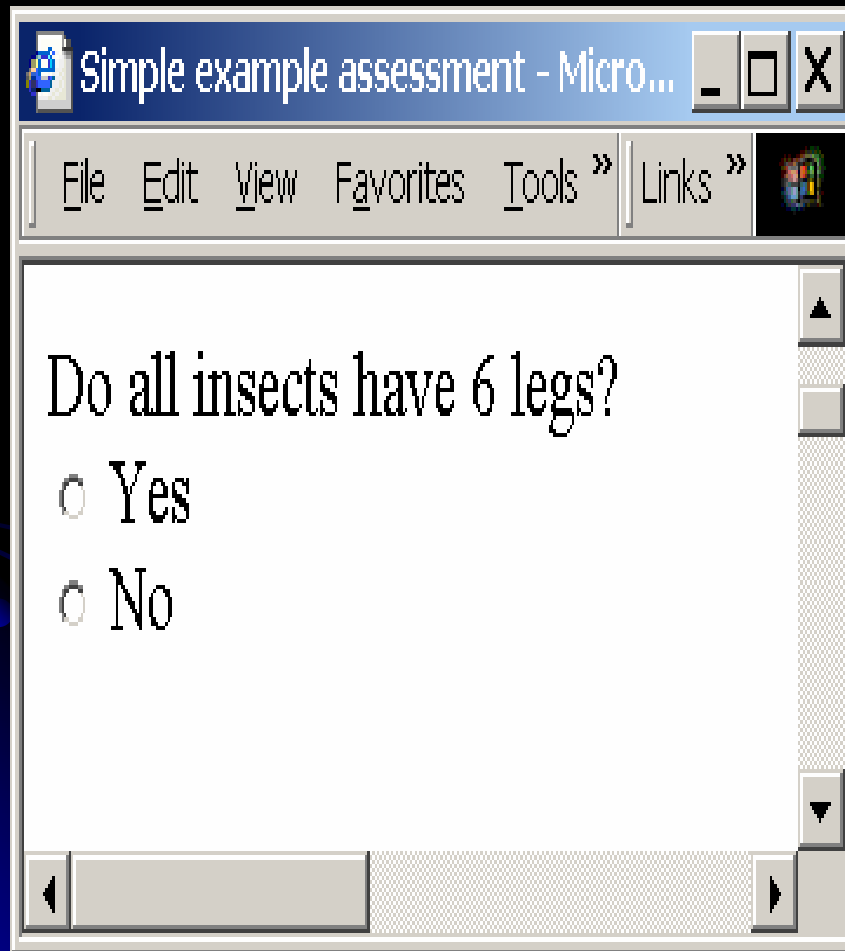 Simple example assessment - Micro...
File Edit View Favorites Tools » Links »
Do all insects have 6 legs?
Yes
No